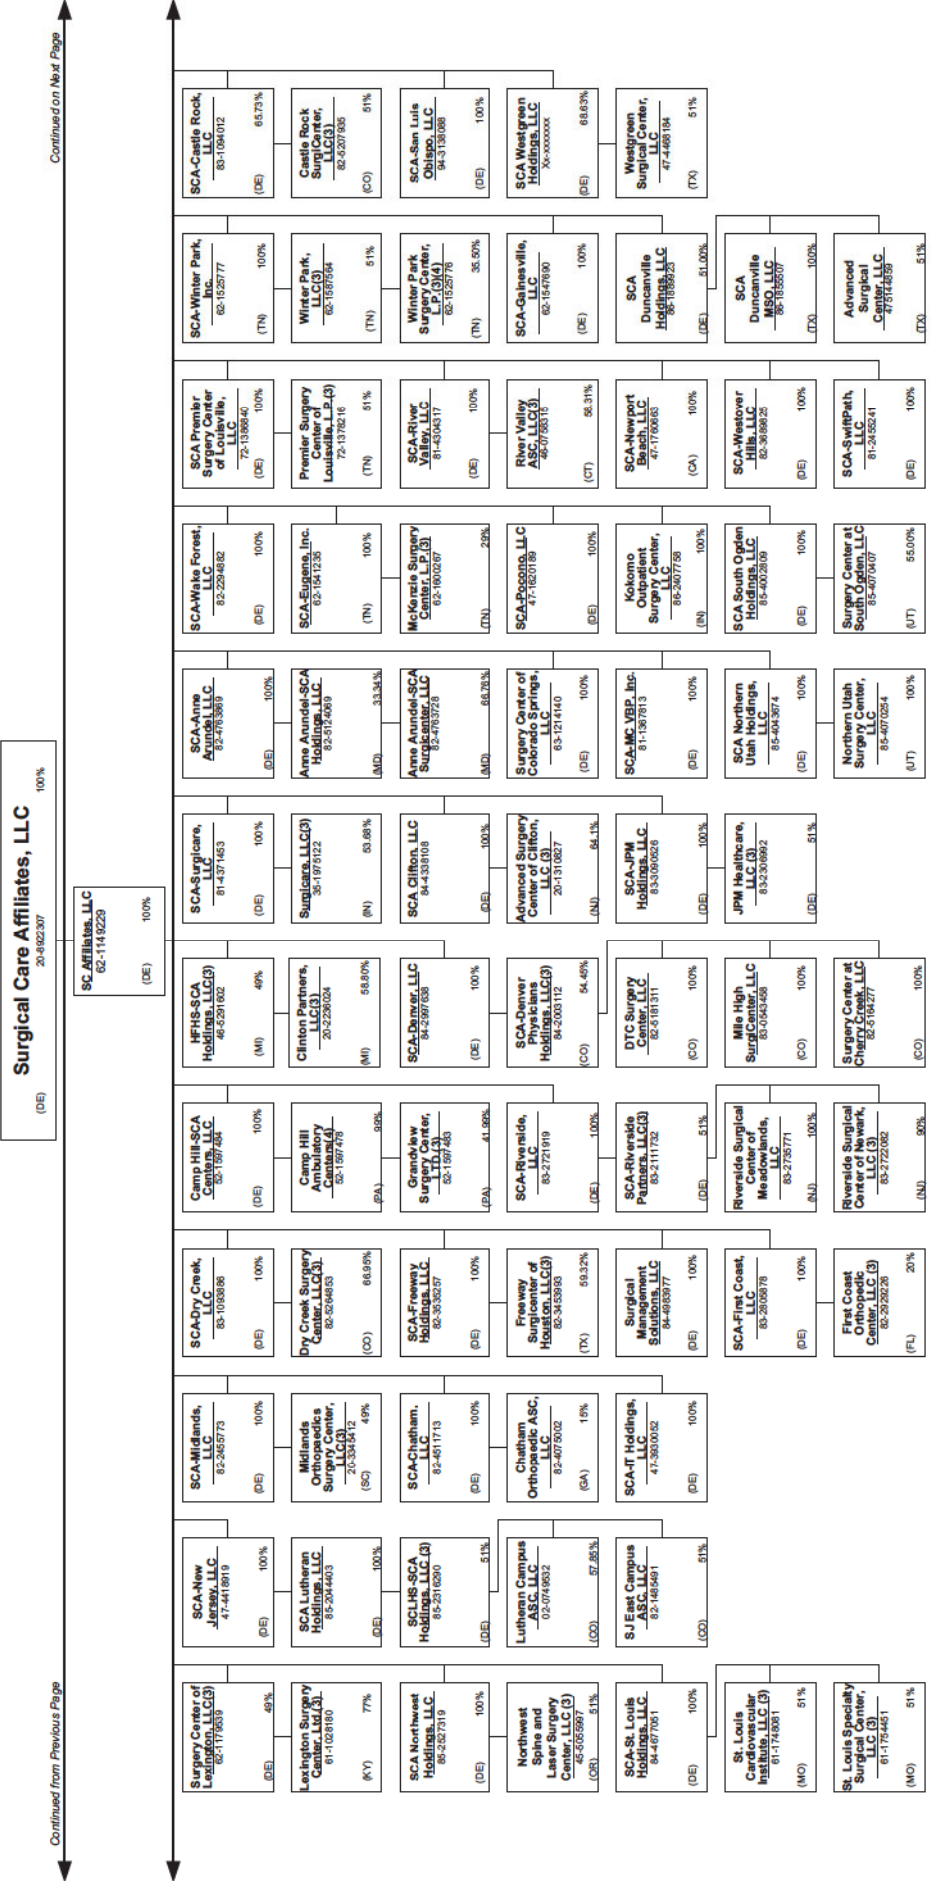 Continued from Previous Page
Continued on Next Page
Surgical Care Affiliates, LLC
20-8922307
(DE) 100%
SC Affiliates, LLC
62-1149229
(DE) 100%
Surgery Center of
Lexington, LLC(3)
62-1179539
(DE) 49%
Lexington Surgery
Center, Ltd (3)
61-1028180
(KY) 77%
SCA Northwest
Holdings, LLC
85-2627319
(DE) 100%
Northwest
Spine and
Laser Surgery
Center, LLC (3)
45-5055997
(OR) 51%
SCA-St. Louis
Holdings, LLC
84-4677051
(DE) 100%
St. Louis
Cardiovascular
Institute, LLC (3)
61-1748081
(MO) 51%
St. Louis Specialty
Surgical Center,
LLC (3)
61-1754451
(MO) 51%
SCA-New
Jersey, LLC
47-4418919
(DE) 100%
SCA Lutheran
Holdings, LLC
85-2044403
(DE) 100%
SCLHS-SCA
Holdings, LLC (3)
85-2316290
(DE) 51%
Lutheran Campus
ASC, LLC
02-0749532
(CO) 57.85%
SJ East Campus
ASC, LLC
82-1485491
(CO) 51%
SCA-Midlands,
LLC
82-2455773
(DE) 100%
Midlands
Orthopaedics
Surgery Center,
LLC(3)
20-3345412
(SC) 49%
SCA-Chatham,
LLC
82-4511713
(DE) 100%
Chatham
Orthopaedic ASC,
LLC
82-4075002
(GA) 15%
SCA-IT Holdings,
LLC
47-3930052
(DE) 100%
SCA-Dry Creek,
LLC
83-1093886
(DE) 100%
Dry Creek Surgery
Center, LLC(3)
82-5264853
(CO) 66.95%
SCA-Freeway
Holdings, LLC
82-3535257
(DE) 100%
Freeway
Surgicenter of
Houston, LLC(3)
82-3453993
(TX) 59.32%
Surgical
Management
Solutions, LLC
84-4983977
(DE) 100%
SCA-First Coast,
LLC
83-2805878
(DE) 100%
First Coast
Orthopedic
Center, LLC (3)
82-2929226
(FL) 20%
Camp Hill-SCA
Centers, LLC
52-1597484
(DE) 100%
Camp Hill
Ambulatory
Centers(4)
52-1597478
(PA) 99%
Grandview
Surgery Center,
LTD (3)
52-1597483
(PA) 41.99%
SCA-Riverside,
LLC
83-2721919
(DE) 100%
SCA-Riverside
Partners, LLC(3)
83-2111732
(DE) 51%
Riverside Surgical
Center of
Meadowlands,
LLC
83-2735771
(NJ) 100%
Riverside Surgical
Center of Newark,
LLC (3)
83-2722082
(NJ) 90%
HFHS-SCA
Holdings, LLC(3)
46-5291602
(MI) 49%
Clinton Partners,
LLC(3)
20-2236024
(MI) 58.80%
SCA-Denver, LLC
84-2997638
(DE) 100%
SCA-Denver
Physicians
Holdings, LLC(3)
84-2003112
(CO) 54.45%
DTC Surgery
Center, LLC
82-5181311
(CO) 100%
Mile High
SurgiCenter, LLC
83-0543458
(CO) 100%
Surgery Center at
Cherry Creek, LLC
82-5164277
(CO) 100%
SCA-Surgicare,
LLC
81-4371453
(DE) 100%
Surgicare, LLC(3)
35-1975122
(IN) 53.68%
SCA Clifton, LLC
84-4338108
(DE) 100%
Advanced Surgery
Center of Clifton,
LLC (3)
20-1310827
(NJ) 64.1%
SCA-JPM
Holdings, LLC
83-3090526
(DE) 100%
JPM Healthcare,
LLC (3)
83-2306992
(DE) 51%
SCA-Anne
Arundel, LLC
82-4763869
(DE) 100%
Anne Arundel-SCA
Holdings, LLC
82-5124069
(MD) 33.34%
Anne Arundel-SCA
Surgicenter, LLC
82-4763728
(MD) 66.76%
Surgery Center of
Colorado Springs,
LLC
63-1214140
(DE) 100%
SCA-MC VBP, Inc.
81-1367813
(DE) 100%
SCA Northern
Utah Holdings,
LLC
85-4043674
(DE) 100%
Northern Utah
Surgery Center,
LLC
85-4070254
(UT) 100%
SCA-Wake Forest,
LLC
82-2294882
(DE) 100%
SCA-Eugene, Inc.
62-1541235
(TN) 100%
McKenzie Surgery
Center, L.P.(3)
62-1600267
(TN) 29%
SCA-Pocono, LLC
47-1620189
(DE) 100%
Kokomo
Outpatient
Surgery Center,
LLC
86-2407758
(IN) 100%
SCA South Ogden
Holdings, LLC
85-4002809
(DE) 100%
Surgery Center at
South Ogden, LLC
85-4070407
(UT) 55.00%
SCA Premier
Surgery Center
of Louisville,
LLC
72-1386840
(DE) 100%
Premier Surgery
Center of
Louisville, L.P.(3)
72-1378216
(TN) 51%
SCA-River
Valley, LLC
81-4304317
(DE) 100%
River Valley
ASC, LLC(3)
48-0758315
(CT) 58.31%
SCA-Newport
Beach, LLC
47-1760663
(CA) 100%
SCA-Westover
Hills, LLC
82-3689825
(DE) 100%
SCA-SwiftPath,
LLC
81-2455241
(DE) 100%
SCA-Winter Park,
Inc.
62-1525777
(TN) 100%
Winter Park,
LLC(3)
62-1587564
(TN) 51%
Winter Park
Surgery Center,
L.P.(3)(4)
62-1525776
(TN) 35.50%
SCA-Gainesville,
LLC
62-1547690
(DE) 100%
SCA
Duncanville
Holdings, LLC
86-1889923
(DE) 51.00%
SCA
Duncanville
MSO, LLC
86-1855507
(TX) 100%
Advanced
Surgical
Center, LLC
475144859
(TX) 51%
SCA-Castle Rock,
LLC
83-1094012
(DE) 65.73%
Castle Rock
SurgiCenter,
LLC(3)
82-5207935
(CO) 51%
SCA-San Luis
Obispo, LLC
94-3138088
(DE) 100%
SCA Westgreen
Holdings, LLC
Xx-xxxxxxx
(DE) 68.63%
Westgreen
Surgical Center,
LLC
47-4468184
(TX) 51%